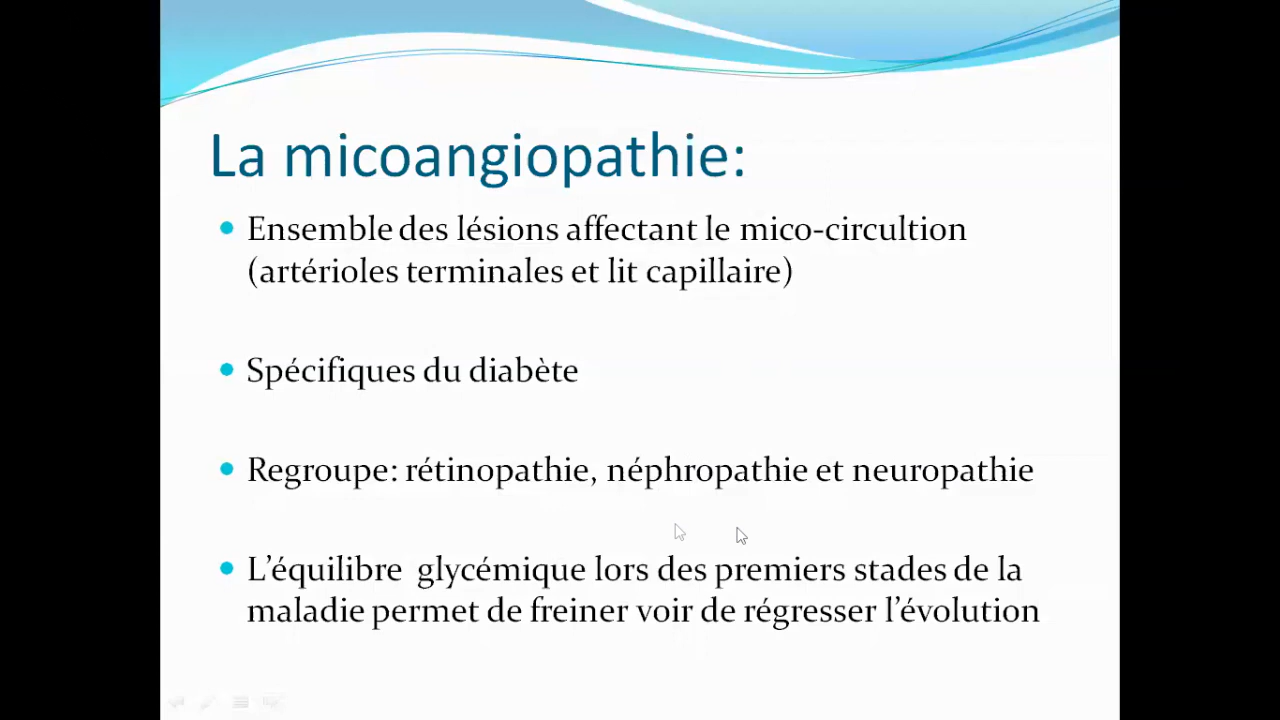 La micoangiopathie:
Ensemble des lésions affectant le mico-circultion
(artérioles terminales et lit capillaire)
Spécifiques du diabète
Regroupe: rétinopathie, néphropathie et neuropathie
L’équilibre  glycémique lors des premiers stades de la
maladie permet de freiner voir de régresser l’évolution